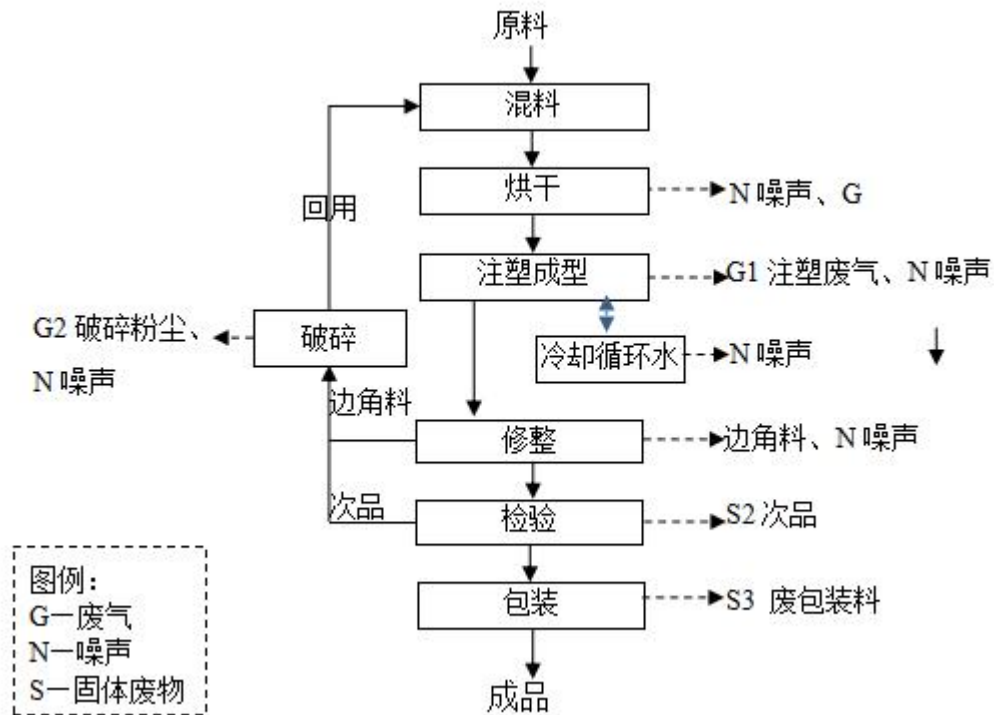 原料
混料
烘干
N 噪声、G
回用
注塑成型
G1 注塑废气、N 噪声
G2 破碎粉尘、
N 噪声
破碎
冷却循环水
N 噪声
边角料
修整
边角料、N 噪声
次品
检验
S2 次品
包装
S3 废包装料
成品
图例：
G—废气
N—噪声
S—固体废物